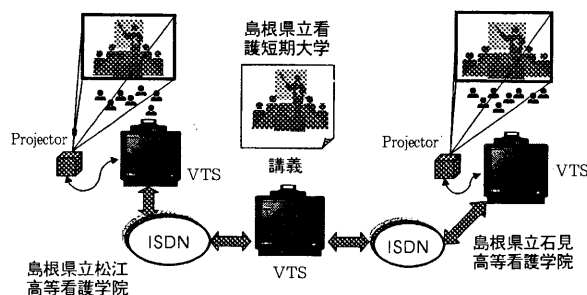 島根県立看
護短期大学
Projector
VTS
講義
Projector
VTS
ISDN
VTS
ISDN
島根県立松江
高等看護学院
島根県立石見
高等看護学院